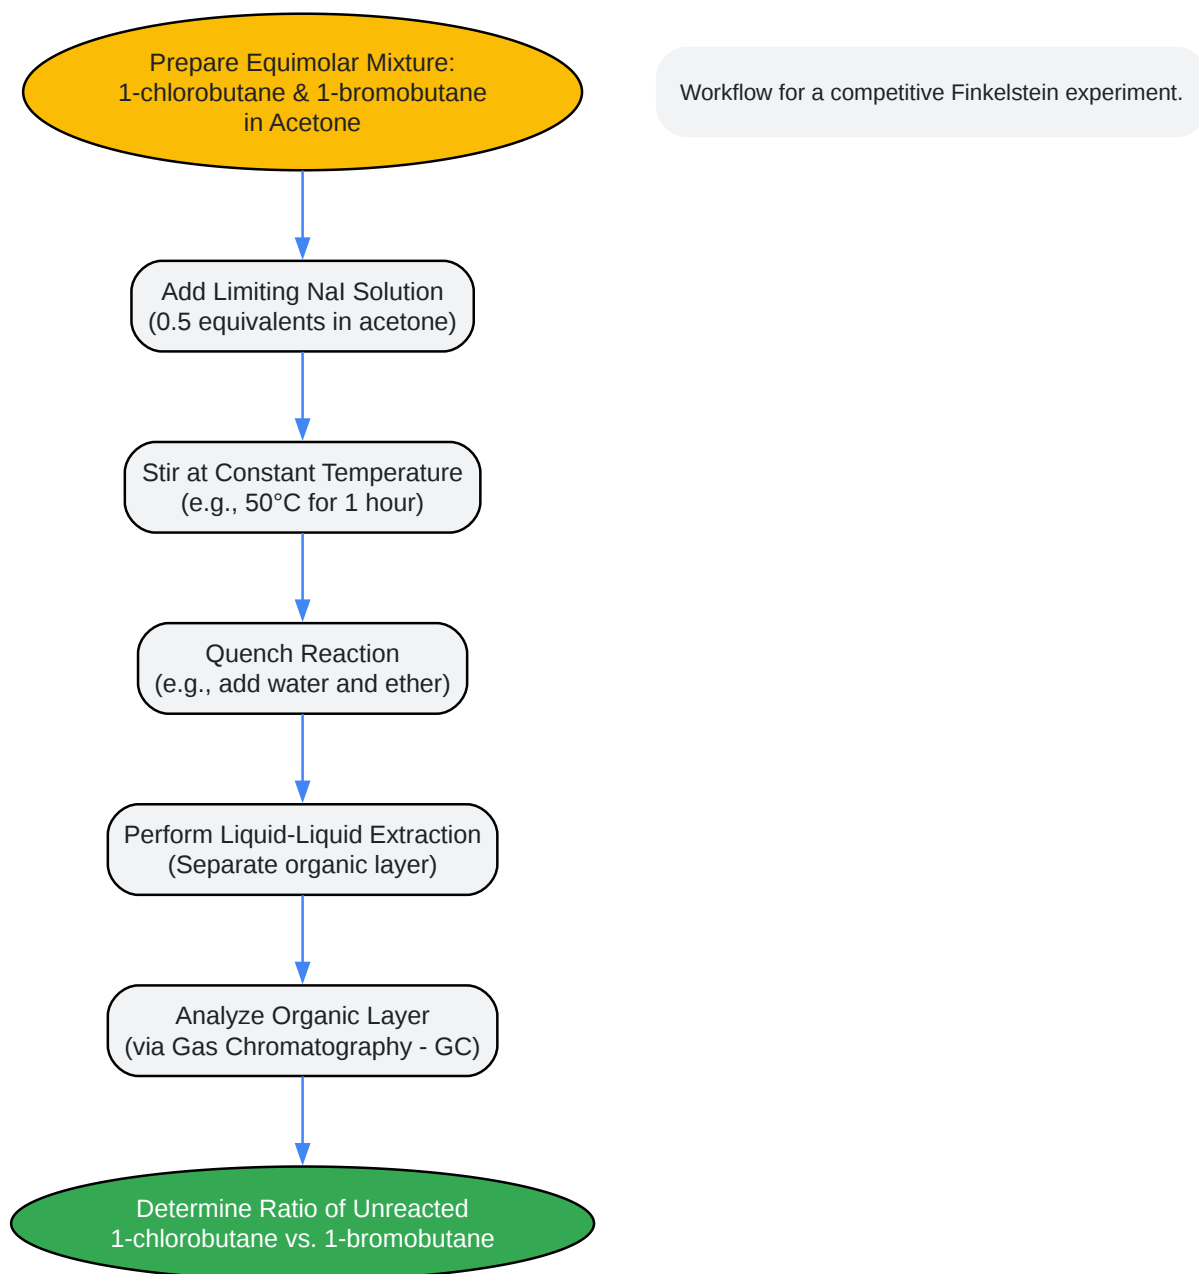 Prepare Equimolar Mixture:
1-chlorobutane & 1-bromobutane
in Acetone
Workflow for a competitive Finkelstein experiment.
Add Limiting NaI Solution
(0.5 equivalents in acetone)
Stir at Constant Temperature
(e.g., 50°C for 1 hour)
Quench Reaction
(e.g., add water and ether)
Perform Liquid-Liquid Extraction
(Separate organic layer)
Analyze Organic Layer
(via Gas Chromatography - GC)
Determine Ratio of Unreacted
1-chlorobutane vs. 1-bromobutane